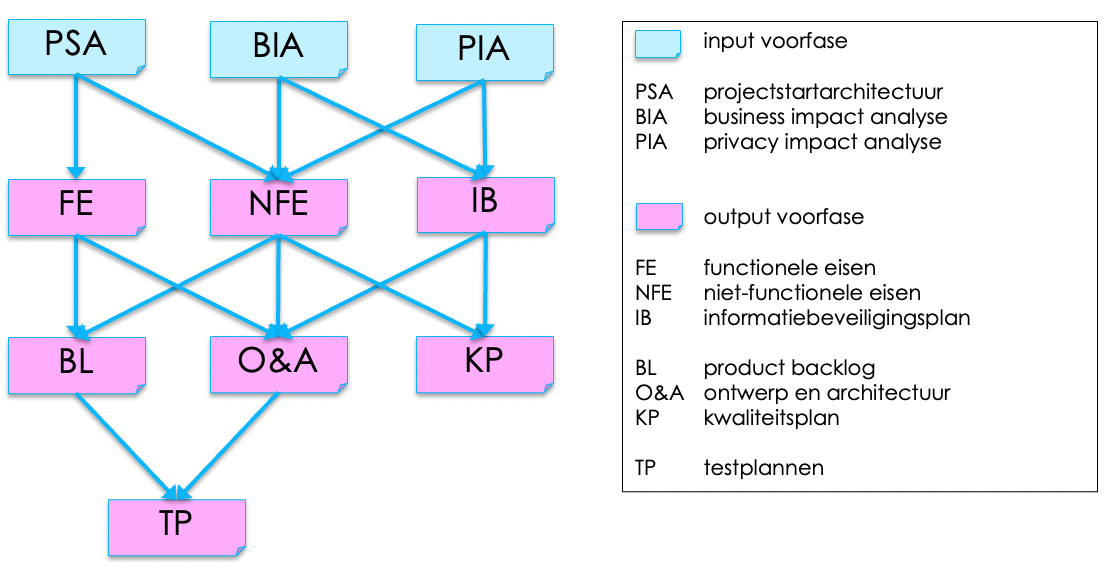 PSA BIA PIA
FE NFE IB
BL O&A KP
TP
input voorfase
PSA projectstartarchitectuur
BIA business impact analyse
PIA privacy impact analyse
output voorfase
FE functionele eisen
NFE niet-functionele eisen
IB informatiebeveiligingsplan
BL product backlog
O&A ontwerp en architectuur
KP kwaliteitsplan
TP testplannen